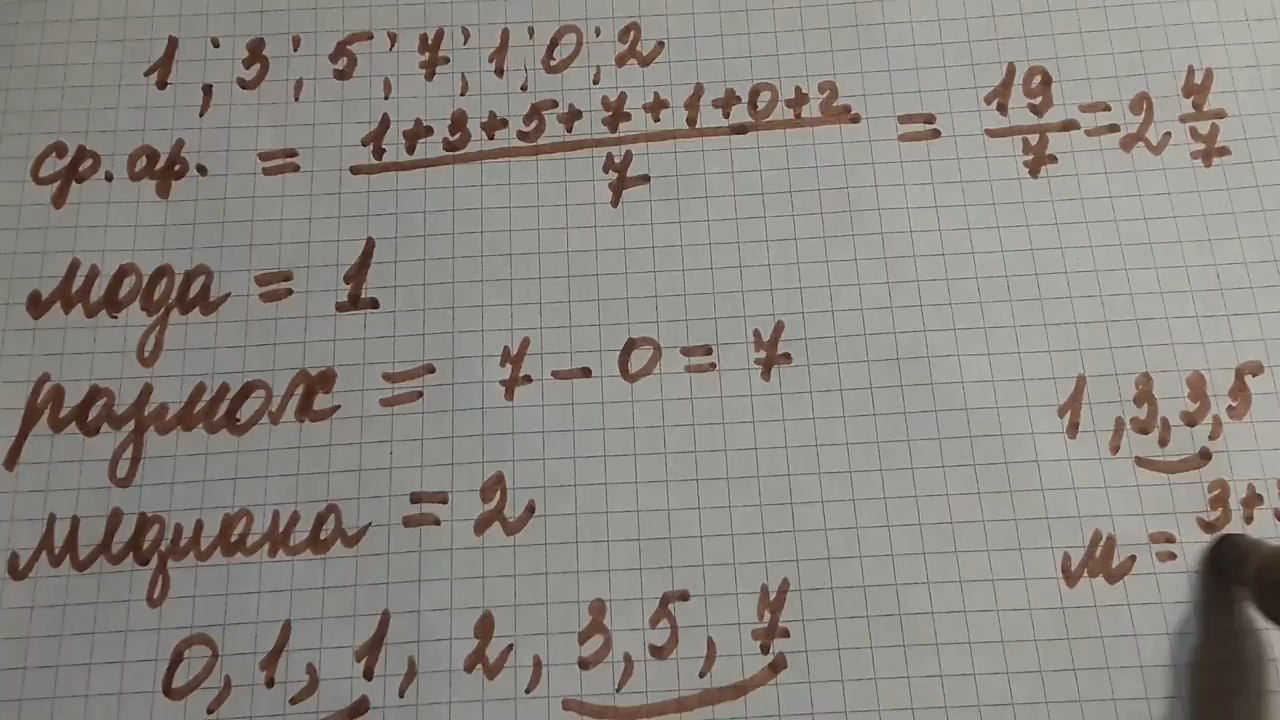 1; 3; 5; 7; 1; 0; 2
ср. ар. = (1+3+5+7+1+0+2)/7 = 19/7 = 2 4/7
мода = 1
размах = 7 - 0 = 7
медиана = 2
0, 1, 1, 2, 3, 5, 7
1, 3, 3, 5
м = 3+